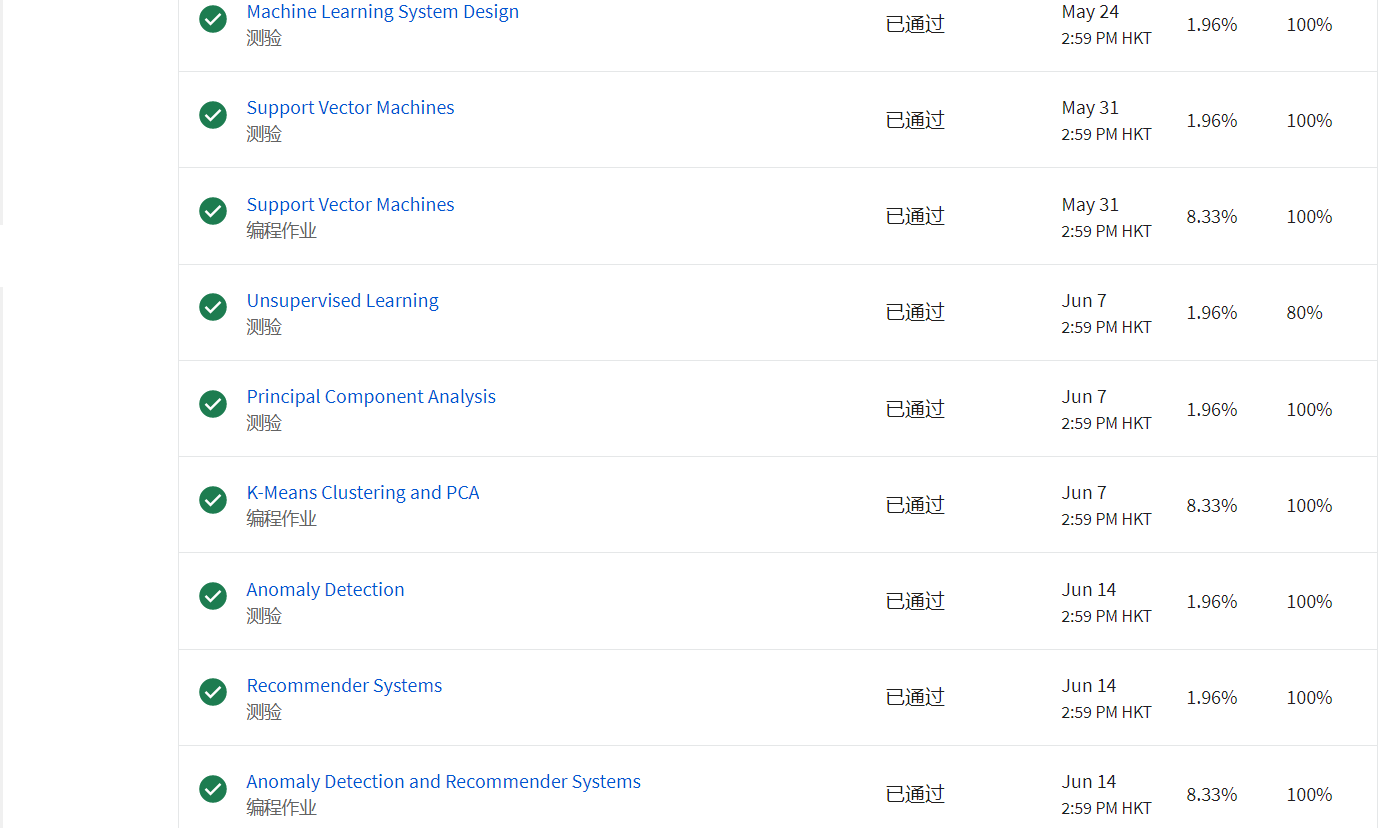 Machine Learning System Design
测验
已通过
May 24
2:59 PM HKT
1.96%
100%
Support Vector Machines
测验
已通过
May 31
2:59 PM HKT
1.96%
100%
Support Vector Machines
编程作业
已通过
May 31
2:59 PM HKT
8.33%
100%
Unsupervised Learning
测验
已通过
Jun 7
2:59 PM HKT
1.96%
80%
Principal Component Analysis
测验
已通过
Jun 7
2:59 PM HKT
1.96%
100%
K-Means Clustering and PCA
编程作业
已通过
Jun 7
2:59 PM HKT
8.33%
100%
Anomaly Detection
测验
已通过
Jun 14
2:59 PM HKT
1.96%
100%
Recommender Systems
测验
已通过
Jun 14
2:59 PM HKT
1.96%
100%
Anomaly Detection and Recommender Systems
编程作业
已通过
Jun 14
2:59 PM HKT
8.33%
100%